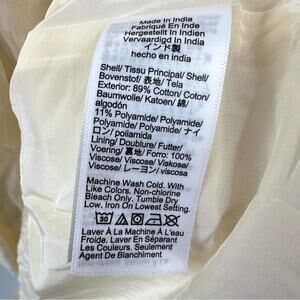 Made In India
Fabriqué En Inde
Hergestellt In Indien
Vervaardigd In India
インド製
hecho en india
Shell/ Tissu Principal/ Shell/
Bovenstof/ 表地/ Tela
Exterior: 89% Cotton/ Coton/
Baumwolle/ Katoen/ 綿/
algodón
11% Polyamide/ Polyamide/
Polyamide/ Polyamide/ ナイ
ロン/ poliamida
Lining/ Doublure/ Futter/
Voering/ 裏地/ Forro: 100%
Viscose/ Viscose/ Viskose/
Viscose/ レーヨン/ viscosa
Machine Wash Cold. With
Like Colors. Non-chlorine
Bleach Only. Tumble Dry
Low. Iron On Lowest Setting.
30
Laver À La Machine À L'eau
Froide. Laver En Séparant
Les Couleurs. Seulement
Agent De Blanchiment